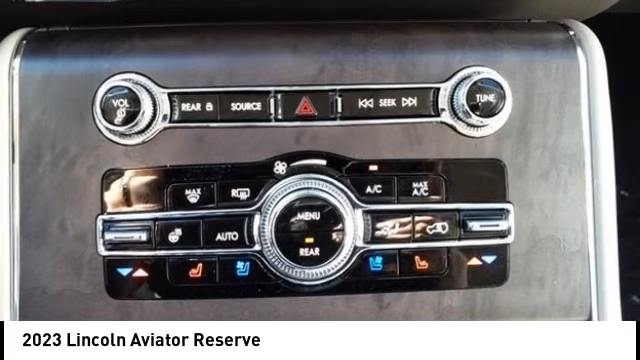 VOL REAR SOURCE SEEK TUNE
MAX R MENU A/C MAX A/C
AUTO REAR
2023 Lincoln Aviator Reserve